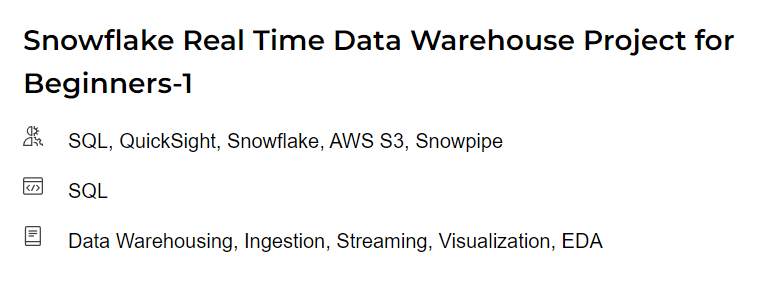 Snowflake Real Time Data Warehouse Project for
Beginners-1
SQL, QuickSight, Snowflake, AWS S3, Snowpipe
SQL
Data Warehousing, Ingestion, Streaming, Visualization, EDA